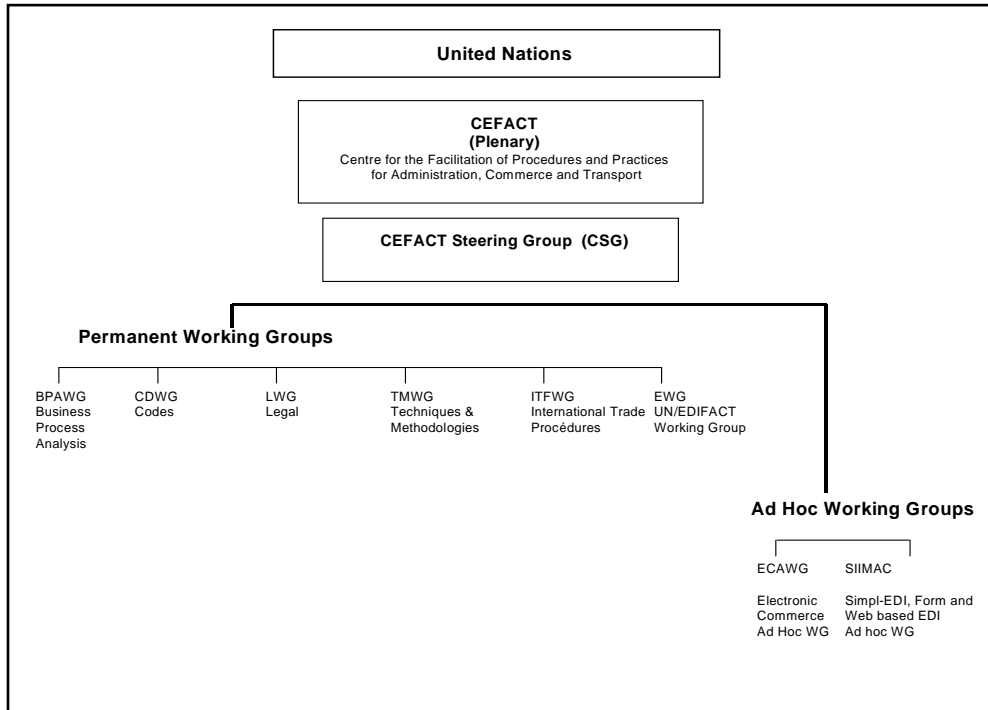 United Nations
CEFACT
(Plenary)
Centre for the Facilitation of Procedures and Practices
for Administration, Commerce and Transport
CEFACT Steering Group (CSG)
Permanent Working Groups
BPAWG
Business
Process
Analysis
CDWG
Codes
LWG
Legal
TMWG
Techniques &
Methodologies
ITFWG
International Trade
Procédures
EWG
UN/EDIFACT
Working Group
Ad Hoc Working Groups
ECAWG
Electronic
Commerce
Ad Hoc WG
SIIMAC
Simpl-EDI, Form and
Web based EDI
Ad hoc WG